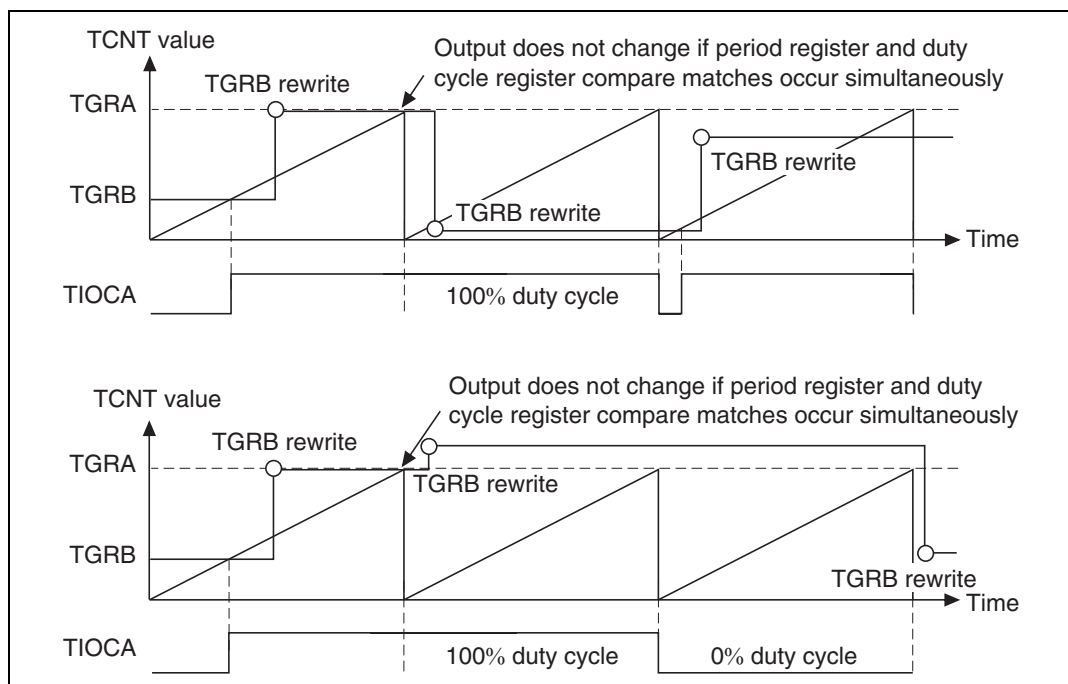 TCNT value
Output does not change if period register and duty
cycle register compare matches occur simultaneously
TGRB rewrite
TGRA
TGRB rewrite
TGRB
TGRB rewrite
Time
TIOCA
100% duty cycle
Output does not change if period register and duty
cycle register compare matches occur simultaneously
TCNT value
TGRB rewrite
TGRA
TGRB rewrite
TGRB
TGRB rewrite
Time
TIOCA
100% duty cycle
0% duty cycle